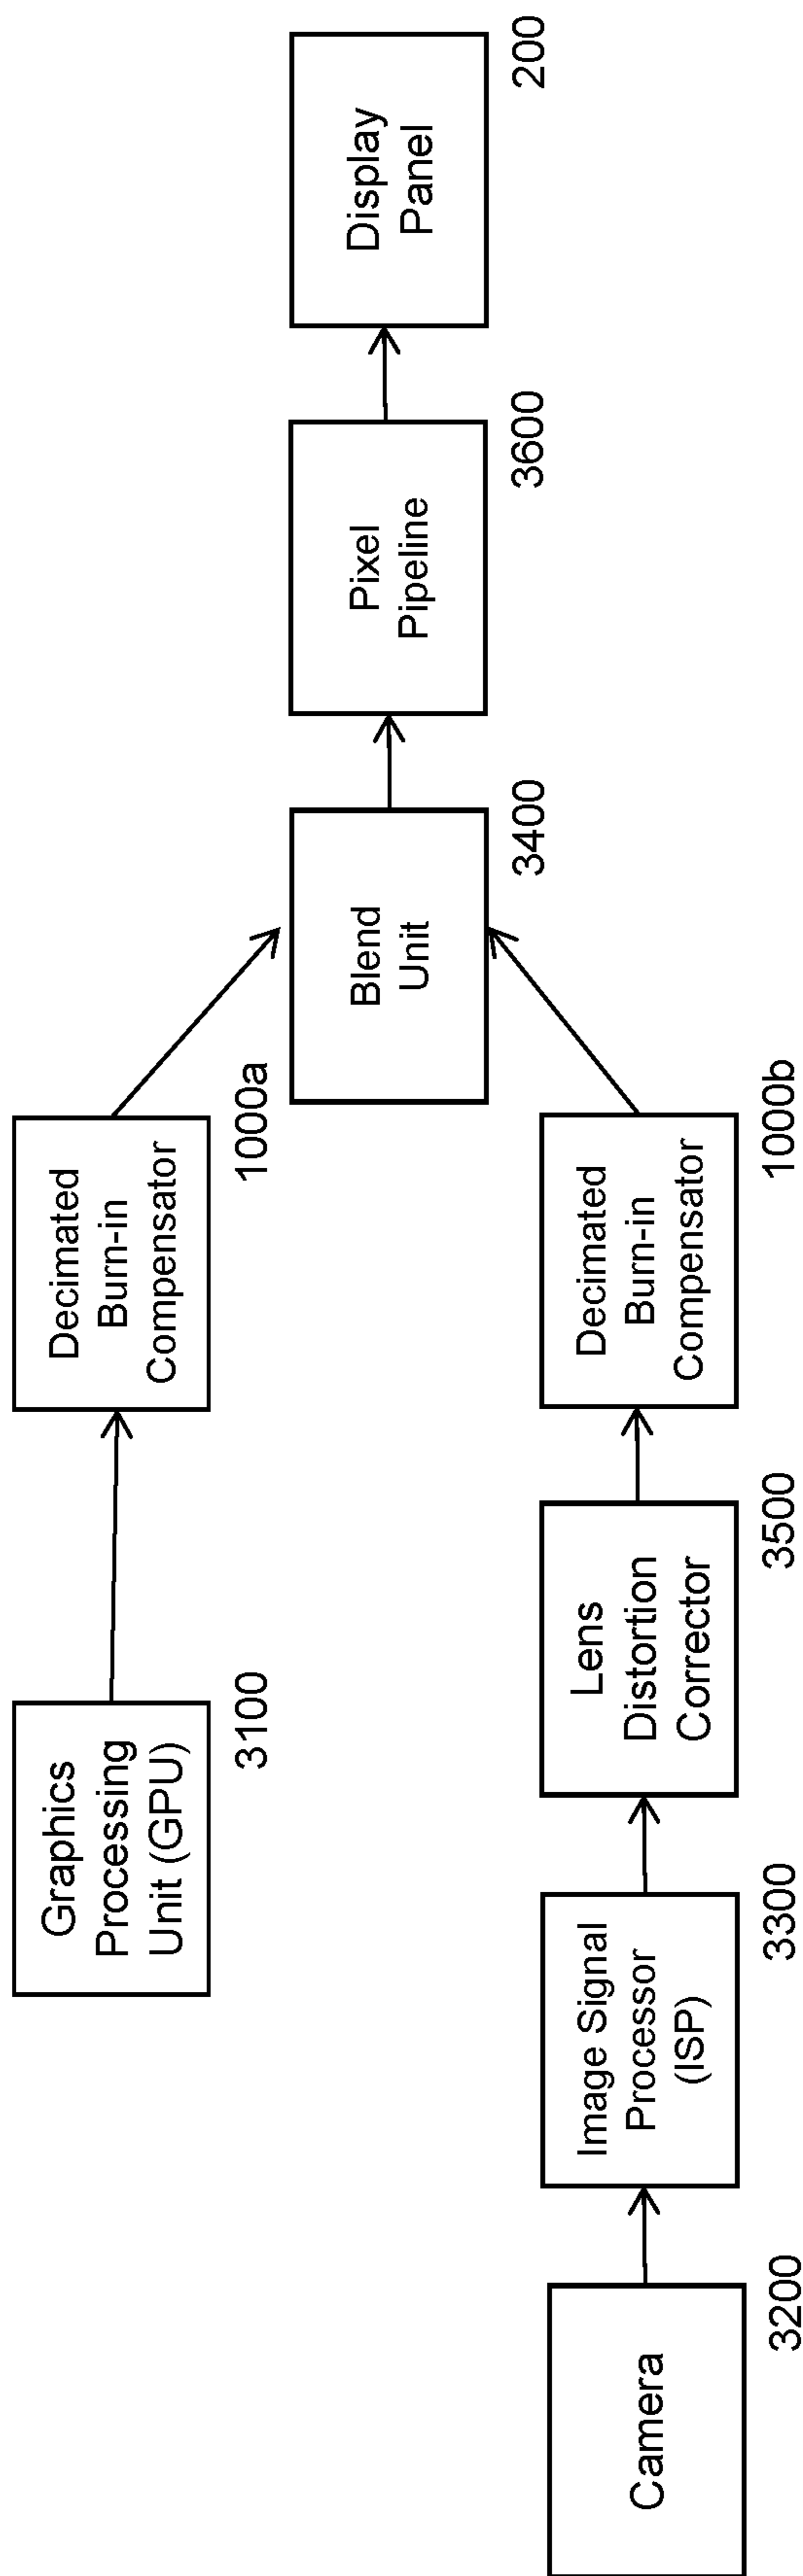 Graphics
Processing
Unit (GPU)
3100
Decimated
Burn-in
Compensator
1000a
Camera
3200
Image Signal
Processor
(ISP)
3300
Lens
Distortion
Corrector
3500
Decimated
Burn-in
Compensator
1000b
Blend
Unit
3400
Pixel
Pipeline
3600
Display
Panel
200